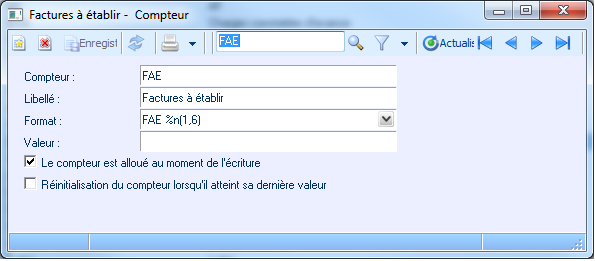 Factures à établir - Compteur
Enregist
FAE
Actualis
Compteur : FAE
Libellé : Factures à établir
Format : FAE %n(1,6)
Valeur :
Le compteur est alloué au moment de l'écriture
Réinitialisation du compteur lorsqu'il atteint sa dernière valeur